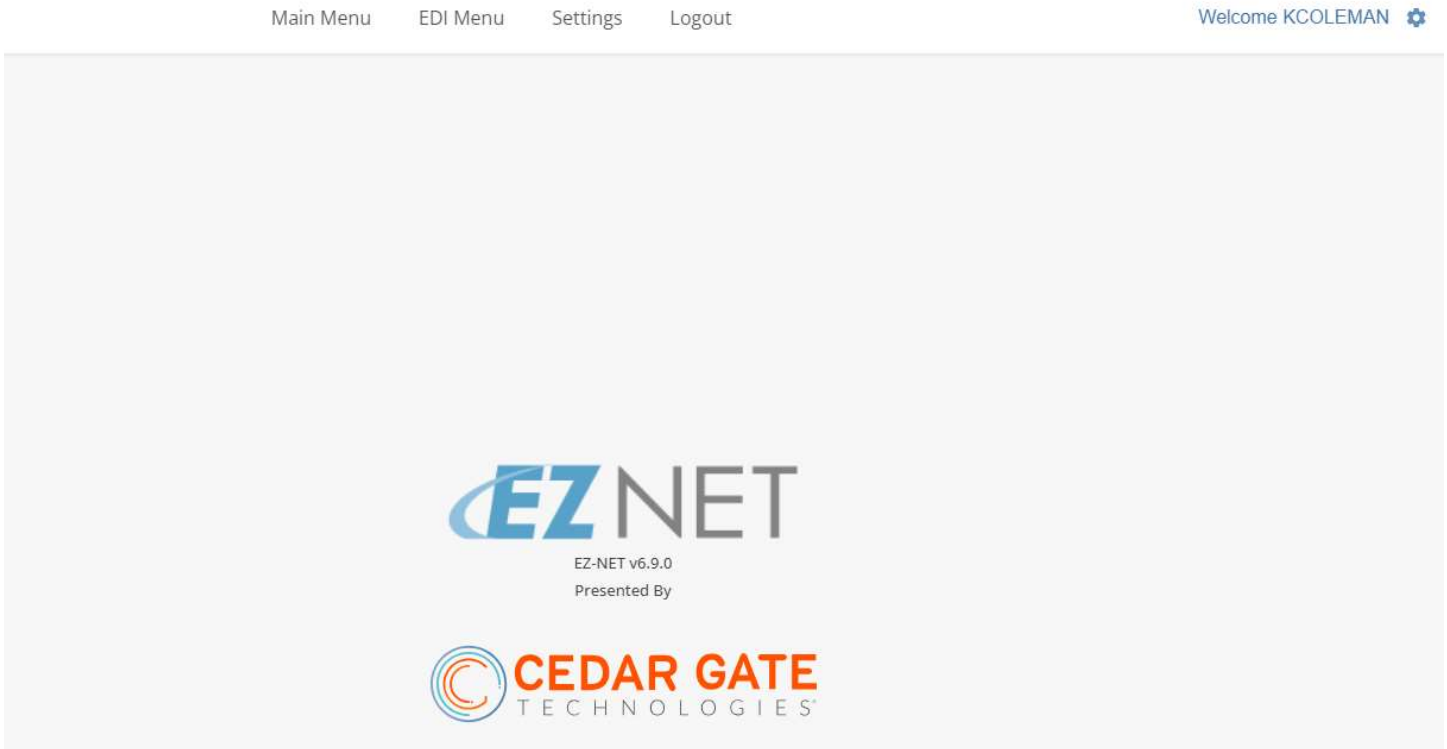 Main Menu EDI Menu Settings Logout Welcome KCOLEMAN
EZ NET
EZ-NET v6.9.0
Presented By
CEDAR GATE
TECHNOLOGIES®